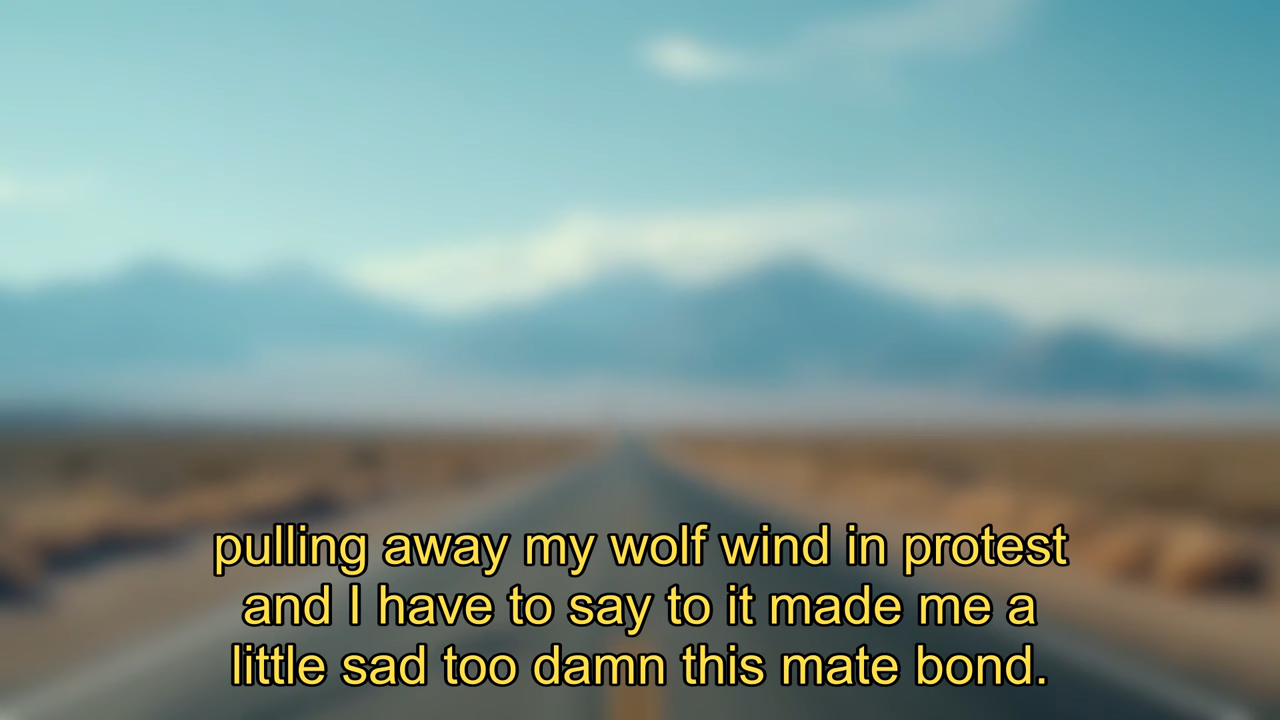 pulling away my wolf wind in protest
and I have to say to it made me a
little sad too damn this mate bond.